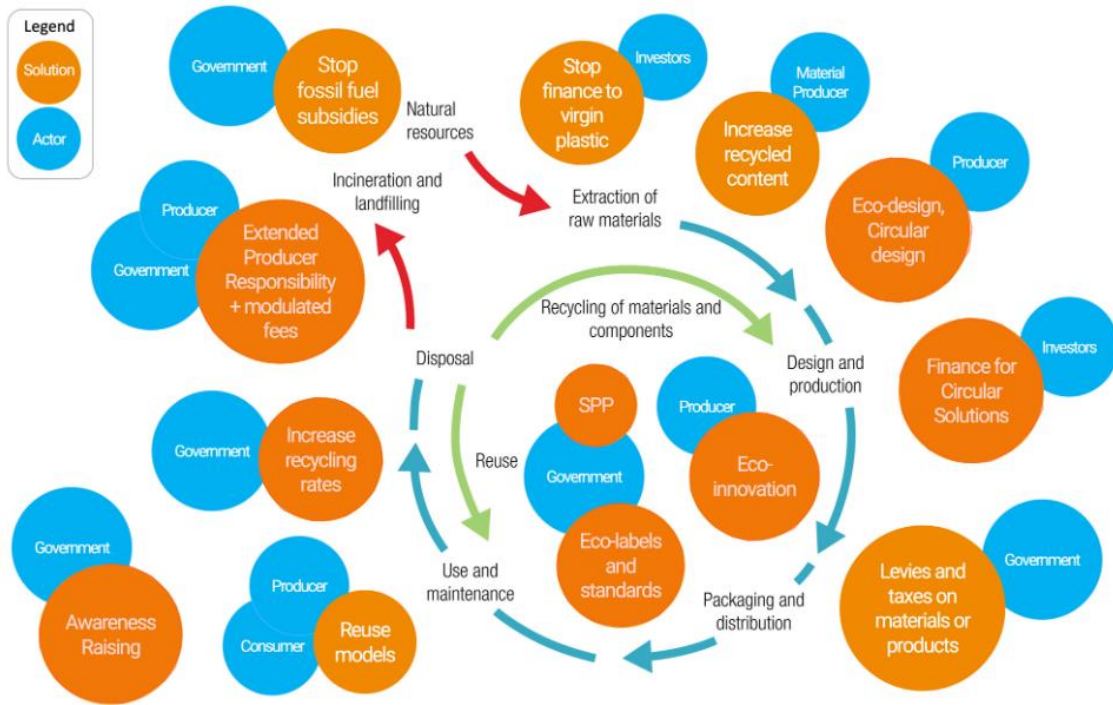 Legend
Solution
Actor
Government
Stop
fossil fuel
subsidies
Natural
resources
Stop
finance to
virgin
plastic
Investors
Material
Producer
Increase
recycled
content
Producer
Eco-design,
Circular
design
Incineration and
landfilling
Extraction of
raw materials
Producer
Government
Extended
Producer
Responsibility
+ modulated
fees
Recycling of materials and
components
Disposal
Design and
production
Investors
Finance for
Circular
Solutions
SPP
Producer
Government
Increase
recycling
rates
Reuse
Government
Eco-
innovation
Eco-labels
and
standards
Government
Awareness
Raising
Use and
maintenance
Packaging and
distribution
Government
Levies and
taxes on
materials or
products
Producer
Consumer
Reuse
models